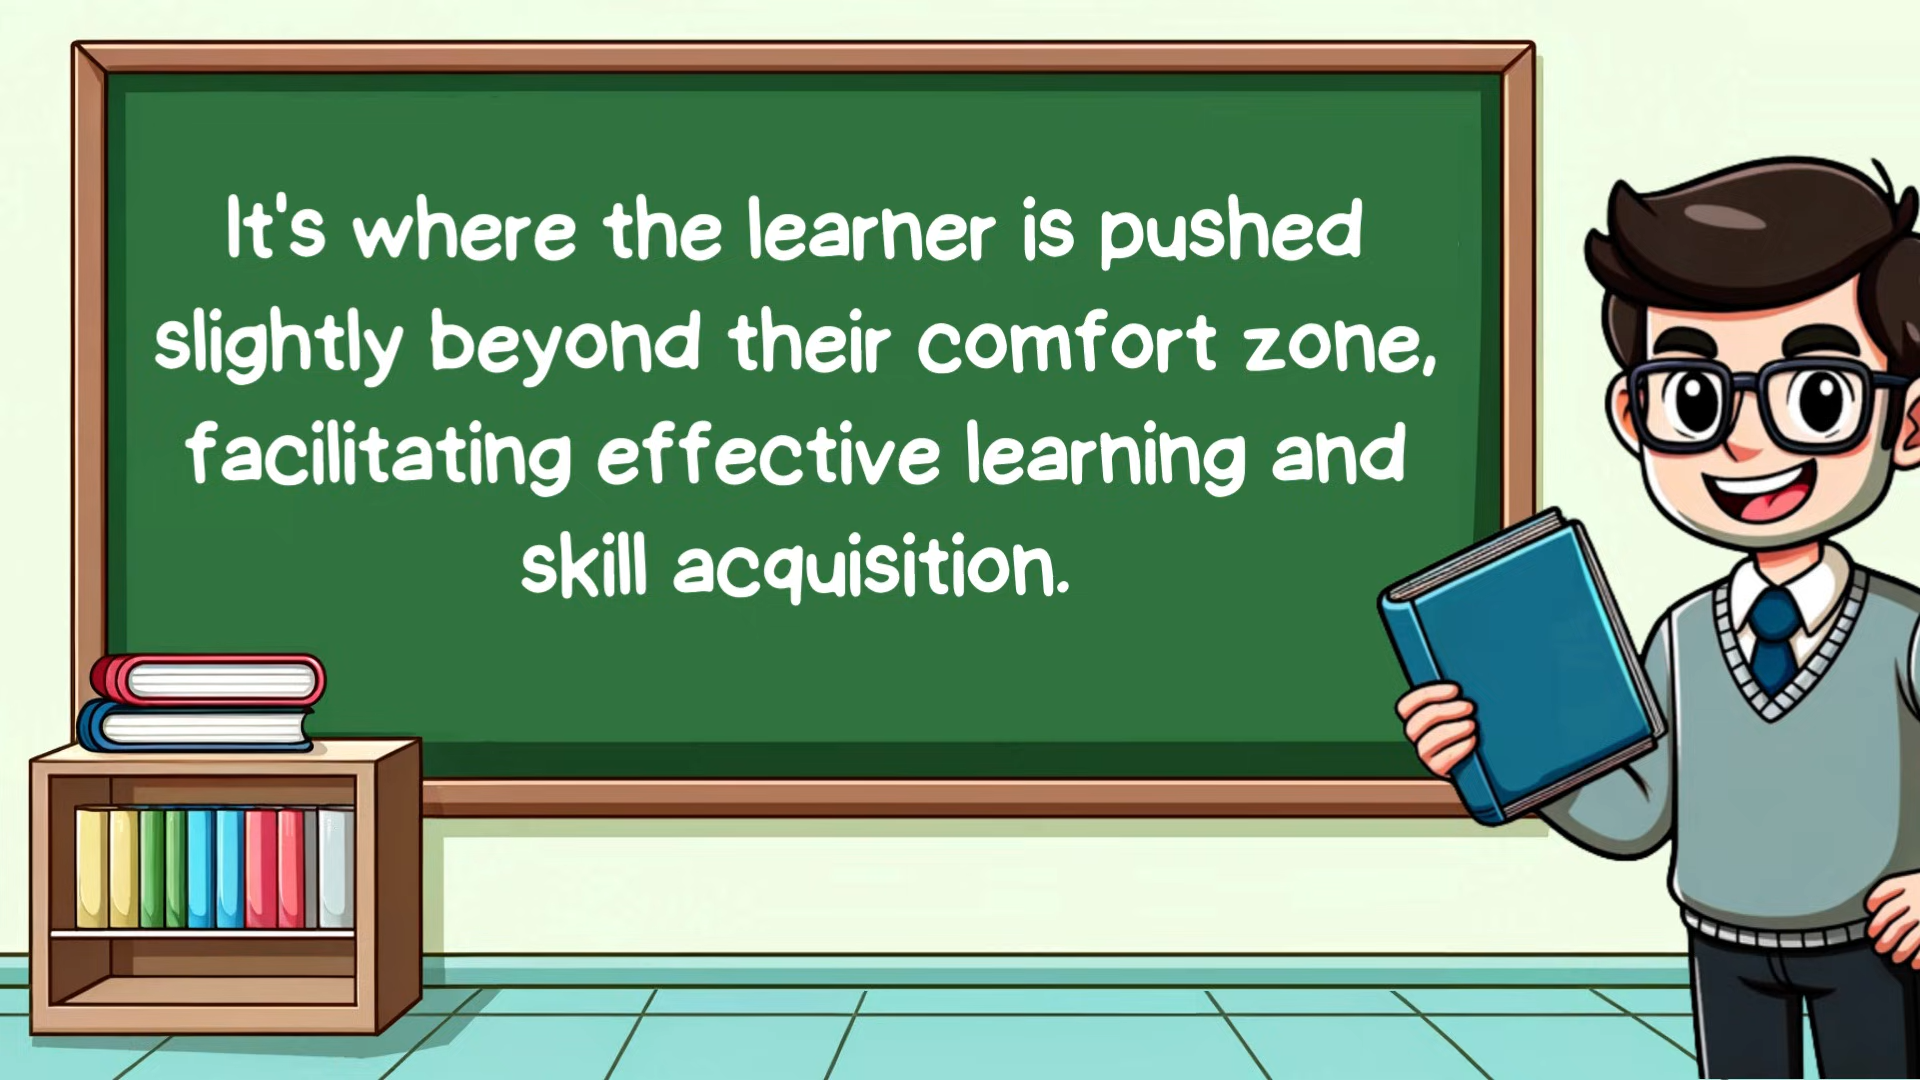 It's where the learner is pushed
slightly beyond their comfort zone,
facilitating effective learning and
skill acquisition.